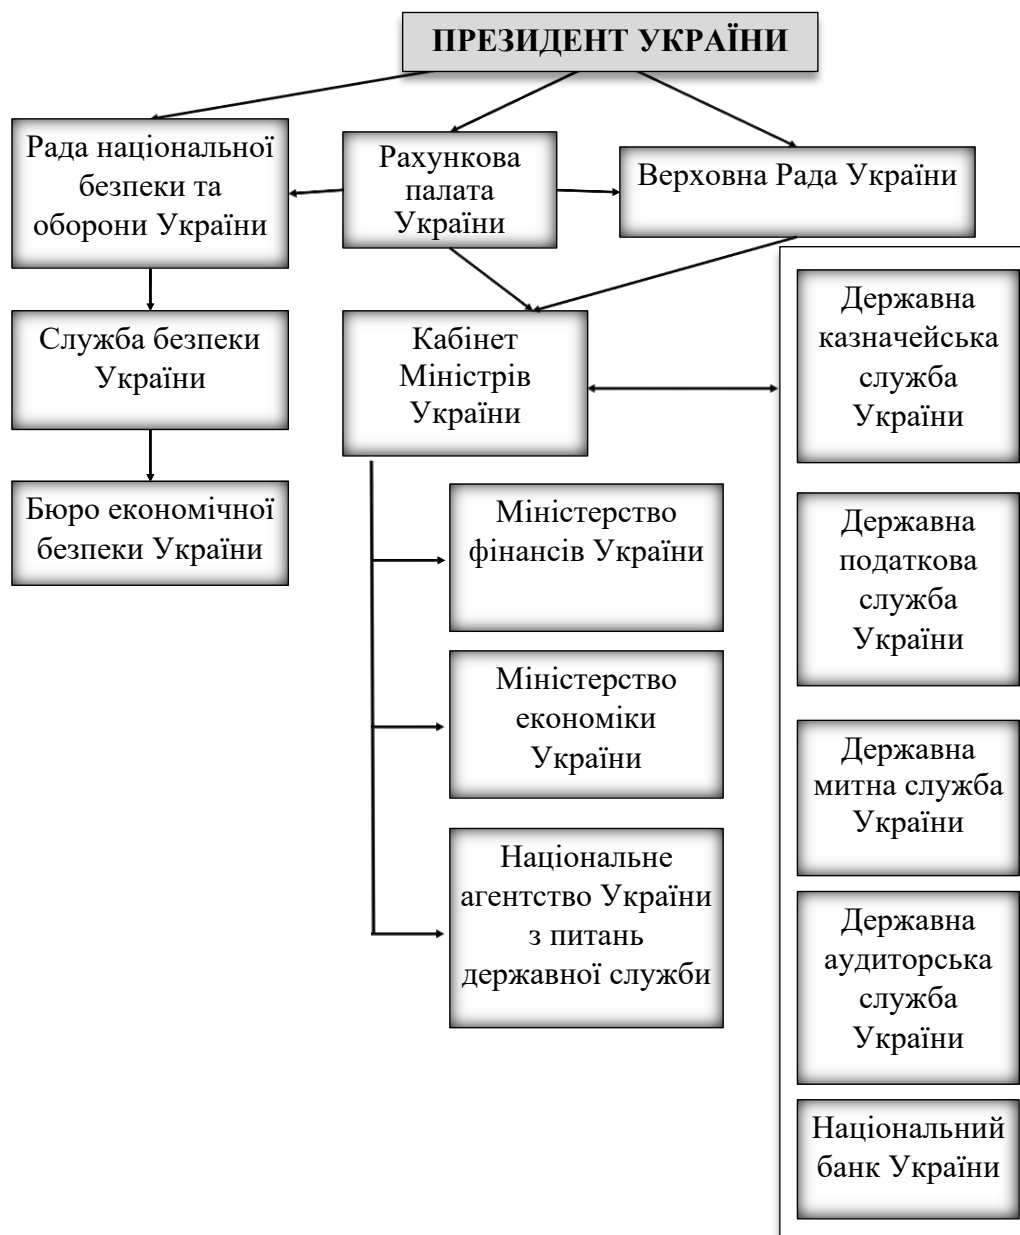 ПРЕЗИДЕНТ УКРАЇНИ
Рада національної
безпеки та
оборони України
Рахункова
палата
України
Верховна Рада України
Служба безпеки
України
Кабінет
Міністрів
України
Державна
казначейська
служба
України
Бюро економічної
безпеки України
Міністерство
фінансів України
Державна
податкова
служба
України
Міністерство
економіки
України
Державна
митна служба
України
Національне
агентство України
з питань
державної служби
Державна
аудиторська
служба
України
Національний
банк України